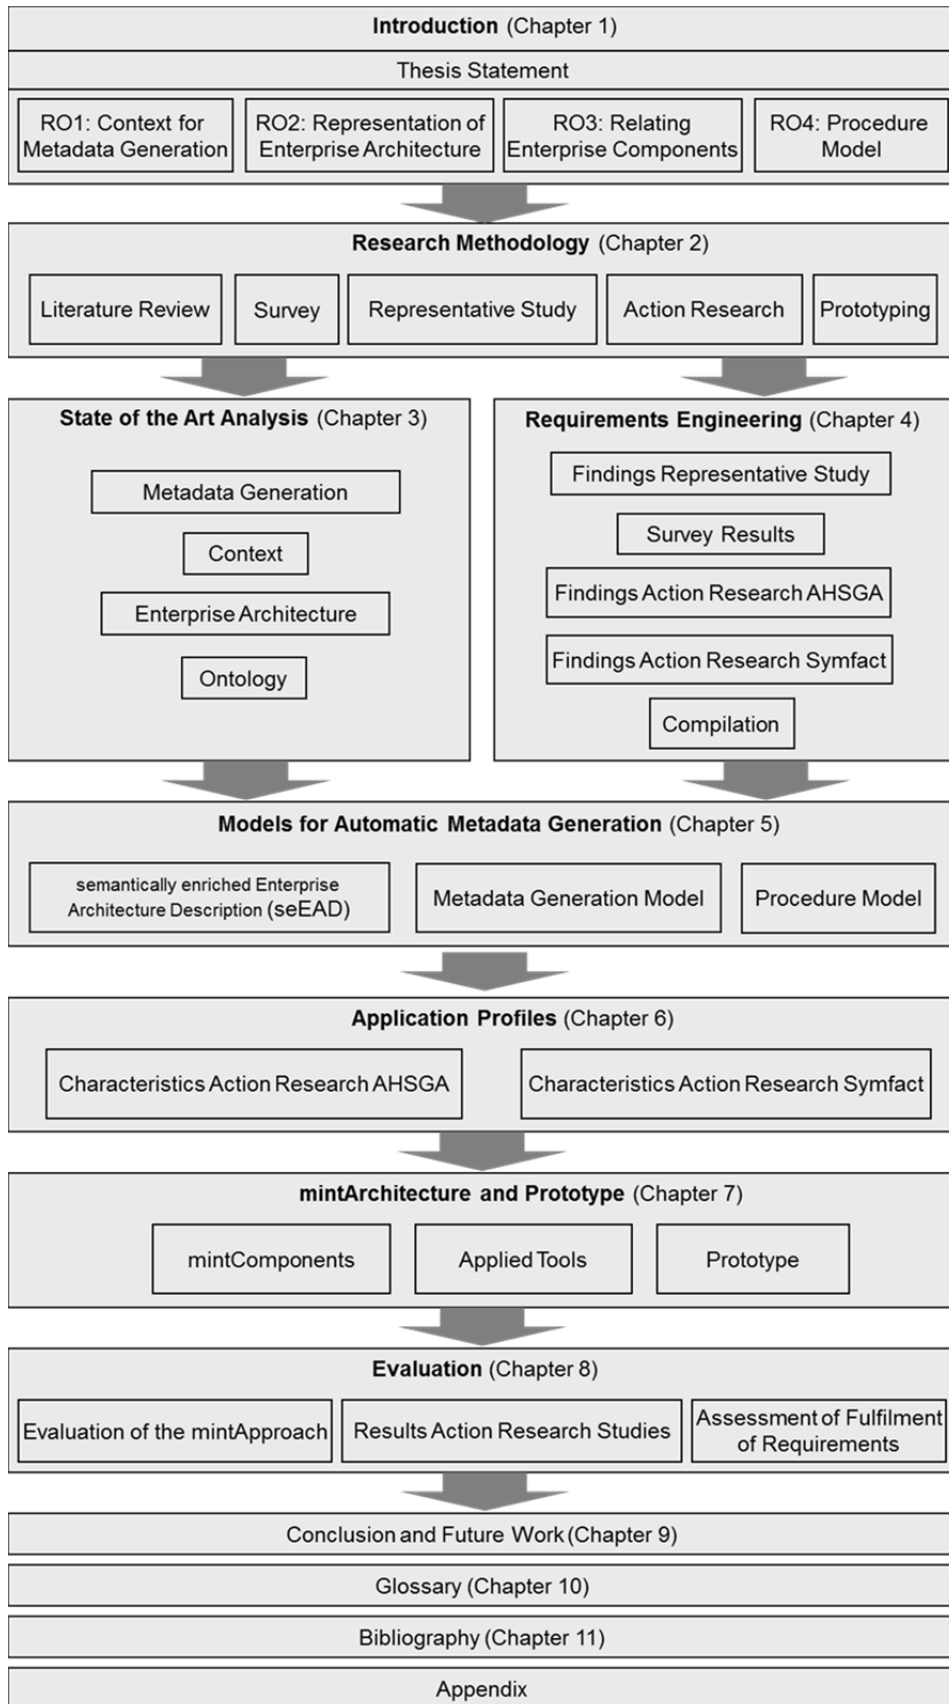 Introduction (Chapter 1)
Thesis Statement
RO1: Context for
Metadata Generation
RO2: Representation of
Enterprise Architecture
RO3: Relating
Enterprise Components
RO4: Procedure
Model
Research Methodology (Chapter 2)
Literature Review
Survey
Representative Study
Action Research
Prototyping
State of the Art Analysis (Chapter 3)
Metadata Generation
Context
Enterprise Architecture
Ontology
Requirements Engineering (Chapter 4)
Findings Representative Study
Survey Results
Findings Action Research AHSGA
Findings Action Research Symfact
Compilation
Models for Automatic Metadata Generation (Chapter 5)
semantically enriched Enterprise
Architecture Description (seEAD)
Metadata Generation Model
Procedure Model
Application Profiles (Chapter 6)
Characteristics Action Research AHSGA
Characteristics Action Research Symfact
mintArchitecture and Prototype (Chapter 7)
mintComponents
Applied Tools
Prototype
Evaluation (Chapter 8)
Evaluation of the mintApproach
Results Action Research Studies
Assessment of Fulfilment
of Requirements
Conclusion and Future Work (Chapter 9)
Glossary (Chapter 10)
Bibliography (Chapter 11)
Appendix